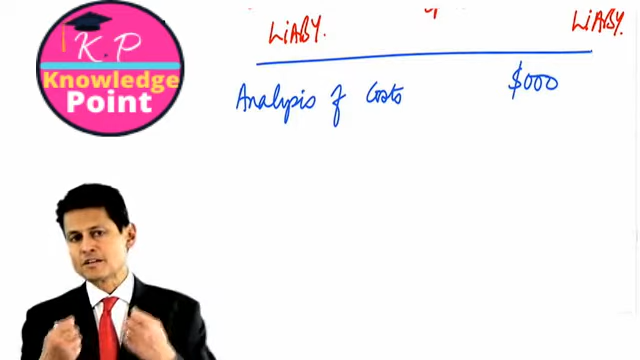 LiABY.
LiABY.
K.P
Knowledge
Point
Analysis of Costs $000